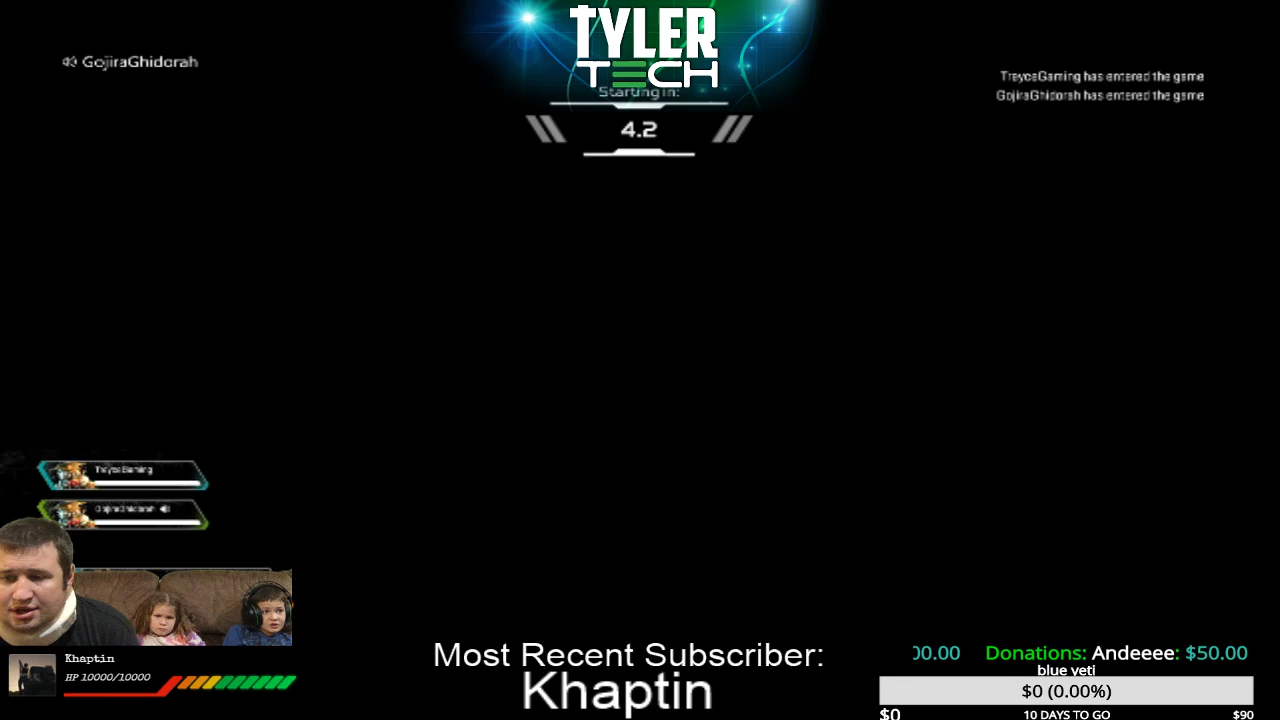 GojiraGhidorah
TYLER
TECH
Starting in:
4.2
TreyceGaming has entered the game
GojiraGhidorah has entered the game
TreyceGaming
GojiraGhidorah
Khaptin
HP 10000/10000
Most Recent Subscriber:
Khaptin
00.00 Donations: Andeeee: $50.00
blue yeti
$0 (0.00%)
$0 10 DAYS TO GO $90